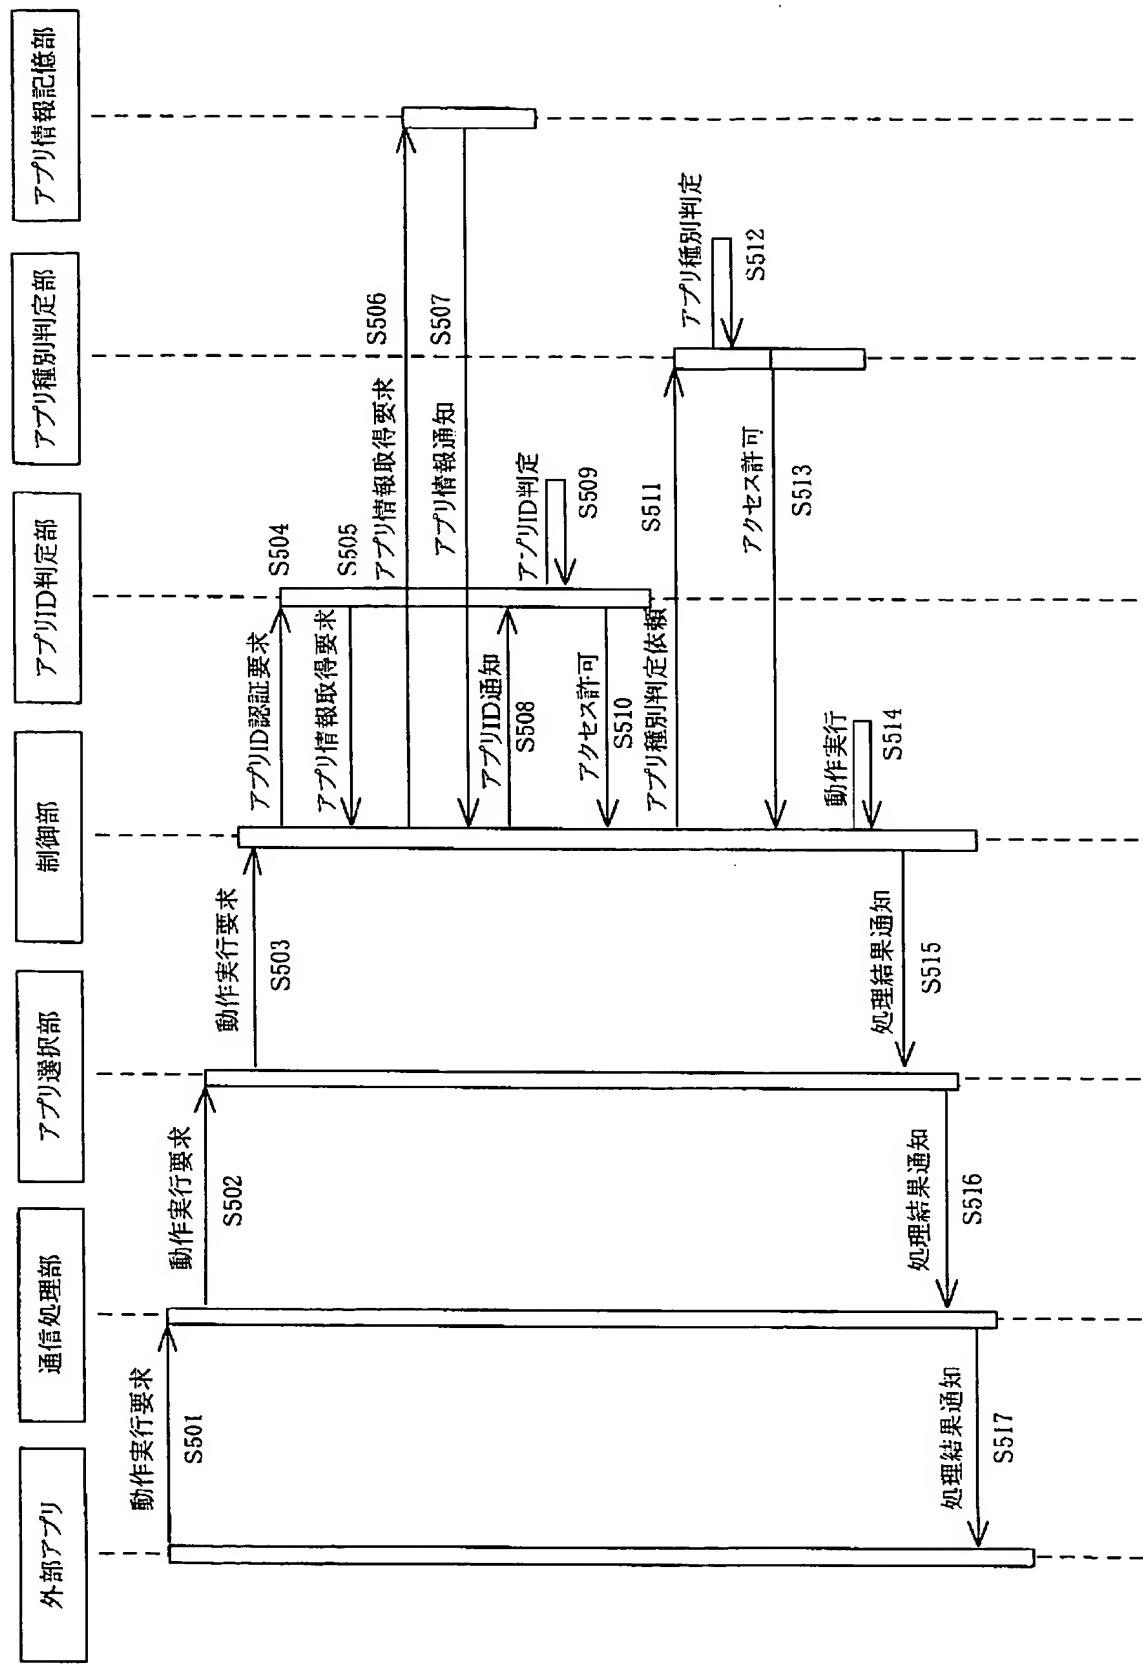 外部アプリ
通信処理部
アプリ選択部
制御部
アプリID判定部
アプリ種別判定部
アプリ情報記憶部
動作実行要求
S501
動作実行要求
S502
動作実行要求
S503
アプリID認証要求
S504
アプリ情報取得要求
S505
アプリ情報取得要求
S506
アプリ情報通知
S507
アプリID通知
S508
アプリID判定
S509
アクセス許可
S510
アプリ種別判定依頼
S511
アプリ種別判定
S512
アクセス許可
S513
動作実行
S514
処理結果通知
S515
処理結果通知
S516
処理結果通知
S517